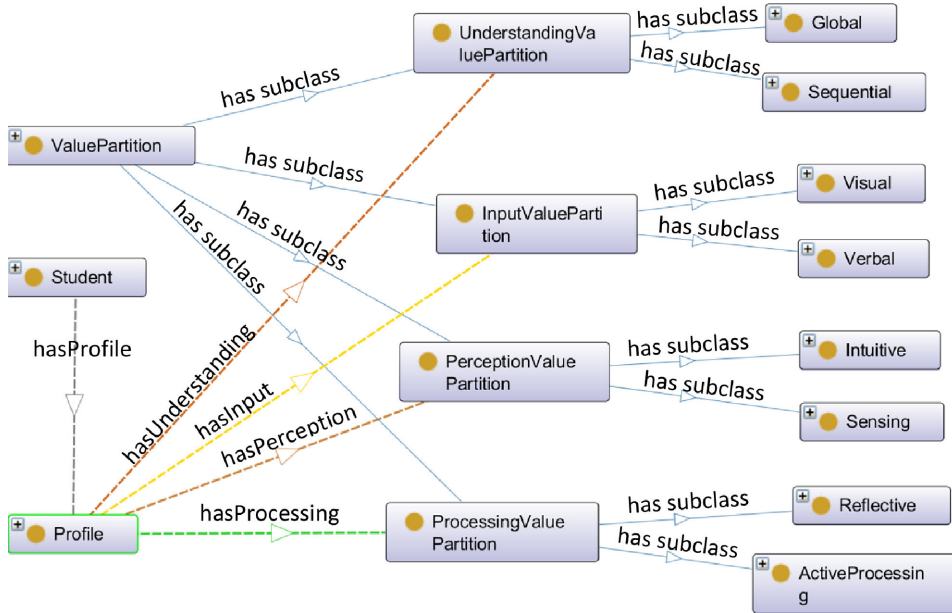 UnderstandingVa
luePartition
has subclass
Global
has subclass
Sequential
has subclass
ValuePartition
has subclass
InputValueParti
tion
has subclass
Visual
has subclass
Verbal
has subclass
has subclass
Student
hasProfile
hasUnderstanding
hasInput
hasPerception
PerceptionValue
Partition
has subclass
Intuitive
has subclass
Sensing
Profile
hasProcessing
ProcessingValue
Partition
has subclass
Reflective
has subclass
ActiveProcessin
g